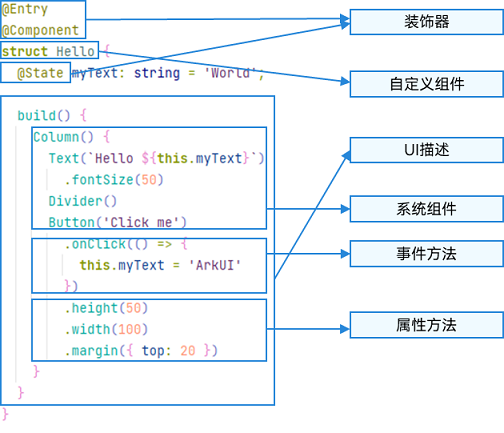 @Entry
@Component
struct Hello {
  @State myText: string = 'World';
  build() {
    Column() {
      Text(`Hello ${this.myText}`)
        .fontSize(50)
      Divider()
      Button('Click me')
        .onClick(() => {
          this.myText = 'ArkUI'
        })
        .height(50)
        .width(100)
        .margin({ top: 20 })
    }
  }
}
装饰器
自定义组件
UI描述
系统组件
事件方法
属性方法